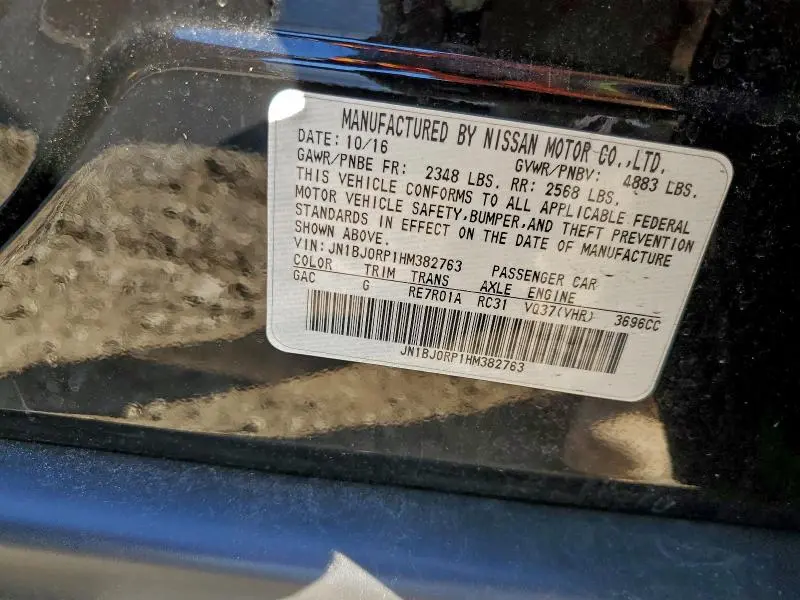 MANUFACTURED BY NISSAN MOTOR CO.,LTD.
DATE: 10/16 GVWR/PNBV: 4883 LBS.
GAWR/PNBE FR: 2348 LBS. RR: 2568 LBS.
THIS VEHICLE CONFORMS TO ALL APPLICABLE FEDERAL
MOTOR VEHICLE SAFETY,BUMPER,AND THEFT PREVENTION
STANDARDS IN EFFECT ON THE DATE OF MANUFACTURE
SHOWN ABOVE.
VIN: JN1BJ0RP1HM382763 PASSENGER CAR
COLOR TRIM TRANS AXLE ENGINE
GAC G RE7R01A RC31 VQ37(VHR) 3696CC
JN1BJ0RP1HM382763